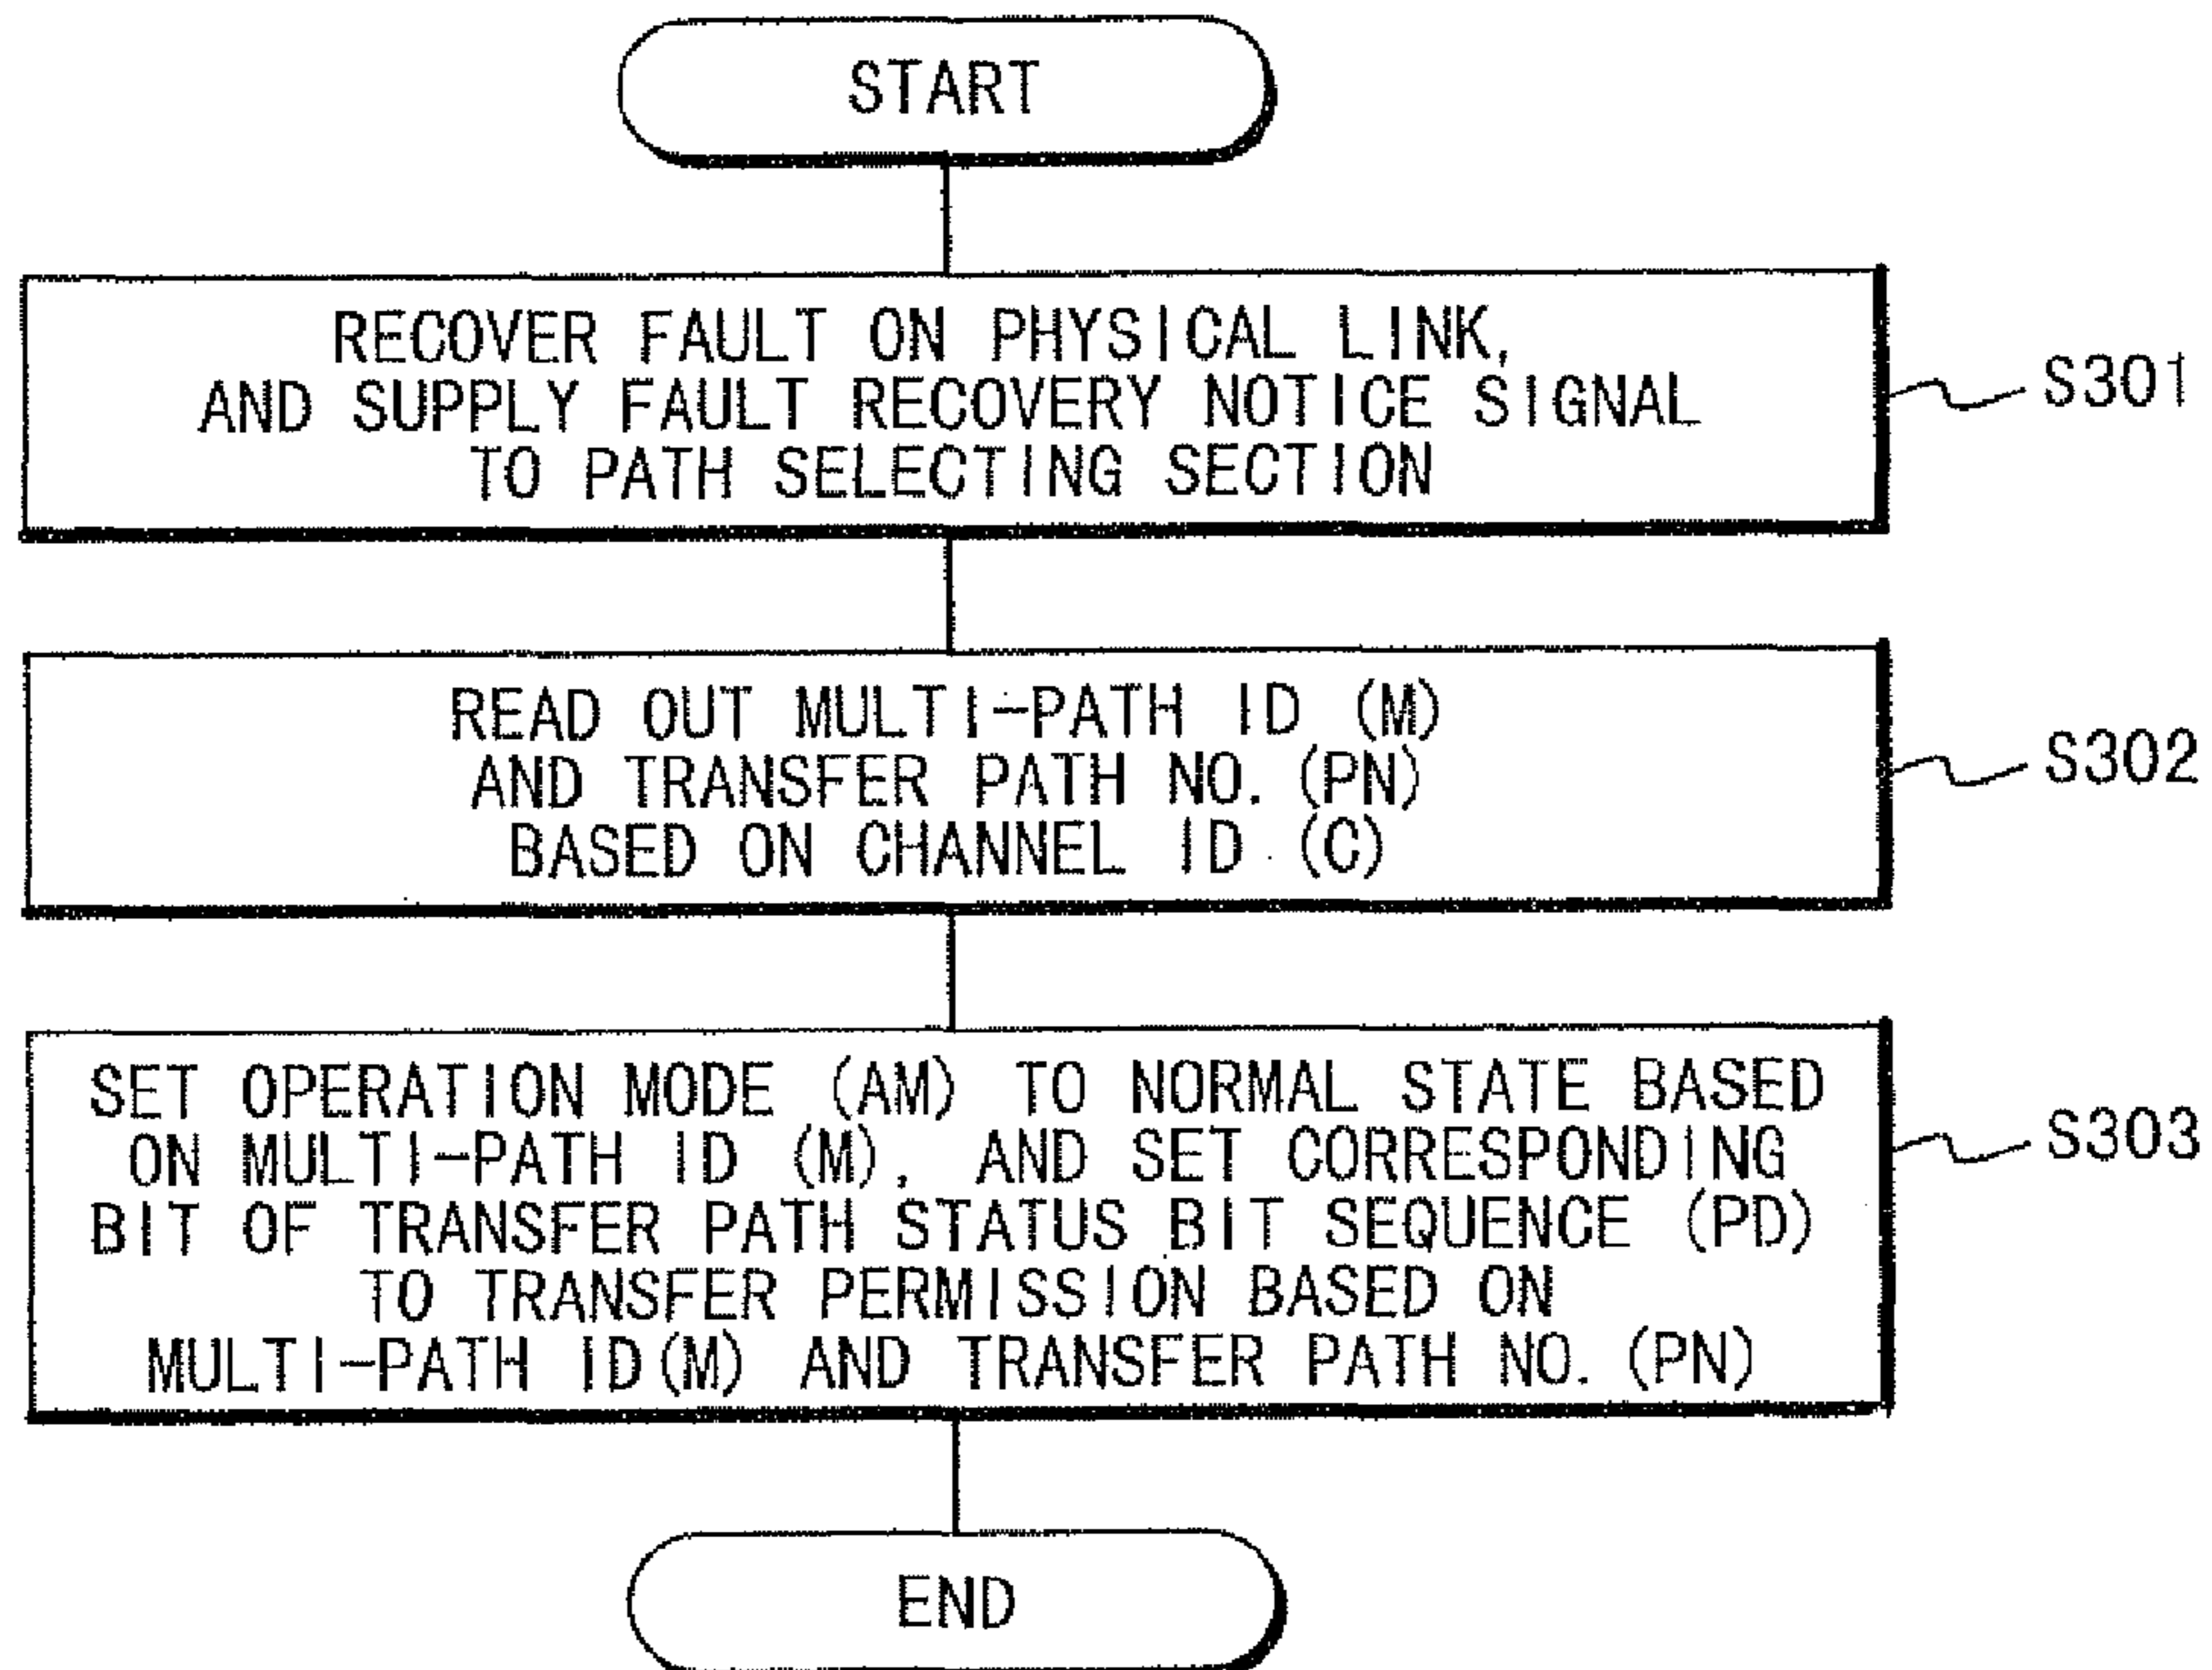 START
RECOVER FAULT ON PHYSICAL LINK,
AND SUPPLY FAULT RECOVERY NOTICE SIGNAL
TO PATH SELECTING SECTION
S301
READ OUT MULTI-PATH ID (M)
AND TRANSFER PATH NO. (PN)
BASED ON CHANNEL ID (C)
S302
SET OPERATION MODE (AM) TO NORMAL STATE BASED
ON MULTI-PATH ID (M), AND SET CORRESPONDING
BIT OF TRANSFER PATH STATUS BIT SEQUENCE (PD)
TO TRANSFER PERMISSION BASED ON
MULTI-PATH ID(M) AND TRANSFER PATH NO. (PN)
S303
END